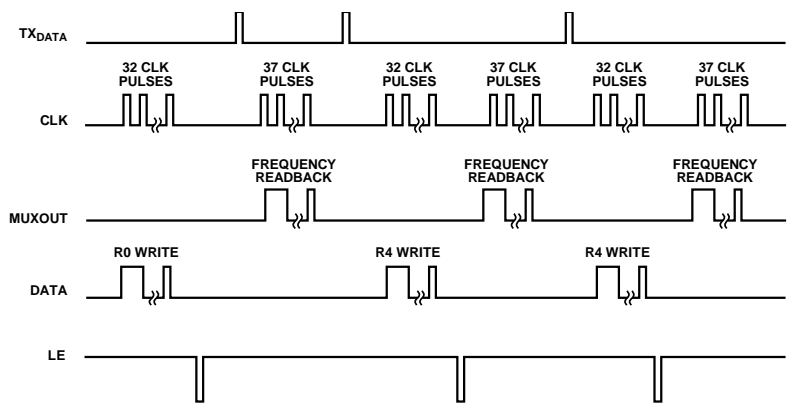 TXDATA
32 CLK 37 CLK 32 CLK 37 CLK 32 CLK 37 CLK
PULSES PULSES PULSES PULSES PULSES PULSES
CLK
FREQUENCY FREQUENCY FREQUENCY
READBACK READBACK READBACK
MUXOUT
R0 WRITE R4 WRITE R4 WRITE
DATA
LE